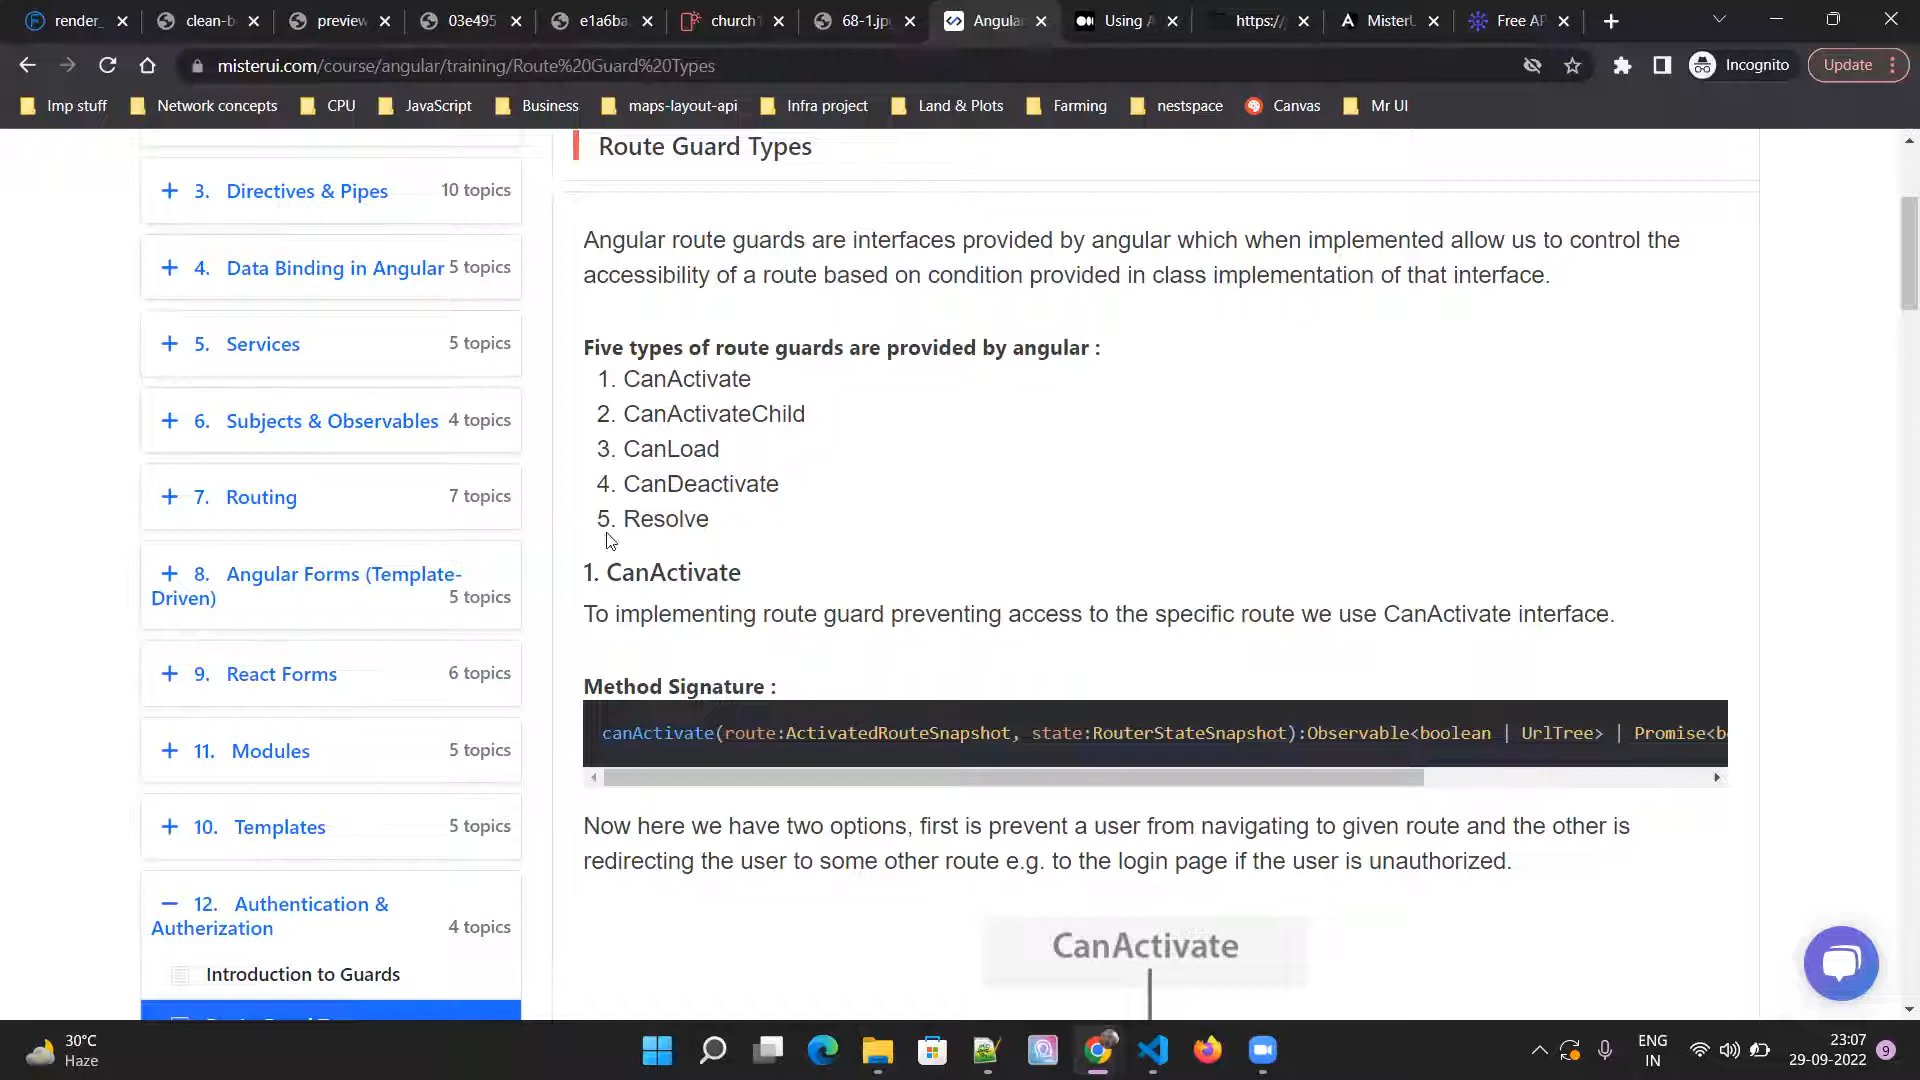 render_
clean-b
preview
03e495
e1a6ba
church
68-1.jp
Angular
Using A
https://
MisterU
Free AP
misterui.com/course/angular/training/Route%20Guard%20Types
Incognito
Update
Imp stuff
Network concepts
CPU
JavaScript
Business
maps-layout-api
Infra project
Land & Plots
Farming
nestspace
Canvas
Mr UI
+ 3. Directives & Pipes 10 topics
+ 4. Data Binding in Angular 5 topics
+ 5. Services 5 topics
+ 6. Subjects & Observables 4 topics
+ 7. Routing 7 topics
+ 8. Angular Forms (Template-
Driven) 5 topics
+ 9. React Forms 6 topics
+ 11. Modules 5 topics
+ 10. Templates 5 topics
− 12. Authentication &
Autherization 4 topics
Introduction to Guards
Route Guard Types
Angular route guards are interfaces provided by angular which when implemented allow us to control the
accessibility of a route based on condition provided in class implementation of that interface.
Five types of route guards are provided by angular :
1. CanActivate
2. CanActivateChild
3. CanLoad
4. CanDeactivate
5. Resolve
1. CanActivate
To implementing route guard preventing access to the specific route we use CanActivate interface.
Method Signature :
canActivate(route:ActivatedRouteSnapshot, state:RouterStateSnapshot):Observable<boolean | UrlTree> | Promise<b
Now here we have two options, first is prevent a user from navigating to given route and the other is
redirecting the user to some other route e.g. to the login page if the user is unauthorized.
CanActivate
30°C
Haze
ENG
IN
23:07
29-09-2022
9